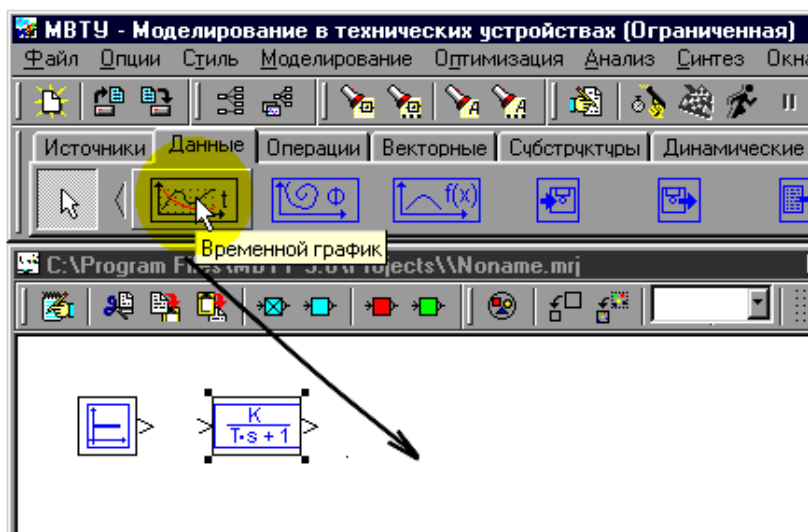 МВТУ - Моделирование в технических устройствах (Ограниченная)
Файл Опции Стиль Моделирование Оптимизация Анализ Синтез Окна
Источники Данные Операции Векторные Субструктуры Динамические
t Ф f(x)
Временной график
C:\Program Files\МВТУ 3.0\Projects\\Noname.mrj
K
T·s + 1